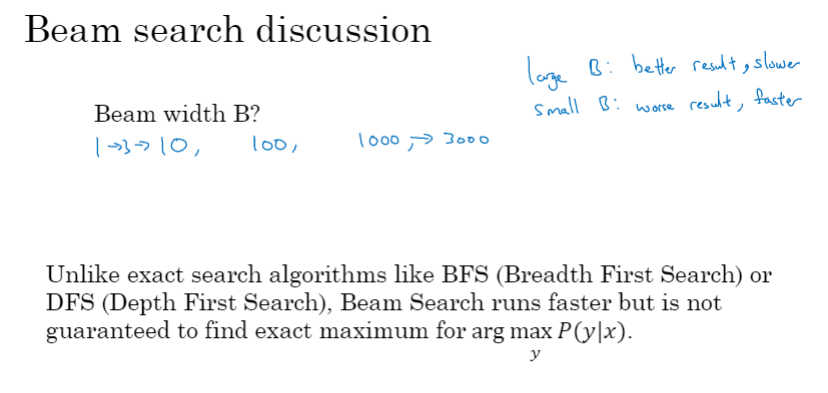 Beam search discussion
large B: better result, slower
small B: worse result, faster
Beam width B?
1→3→10, 100, 1000,→3000
Unlike exact search algorithms like BFS (Breadth First Search) or
DFS (Depth First Search), Beam Search runs faster but is not
guaranteed to find exact maximum for arg max P(y|x).
y